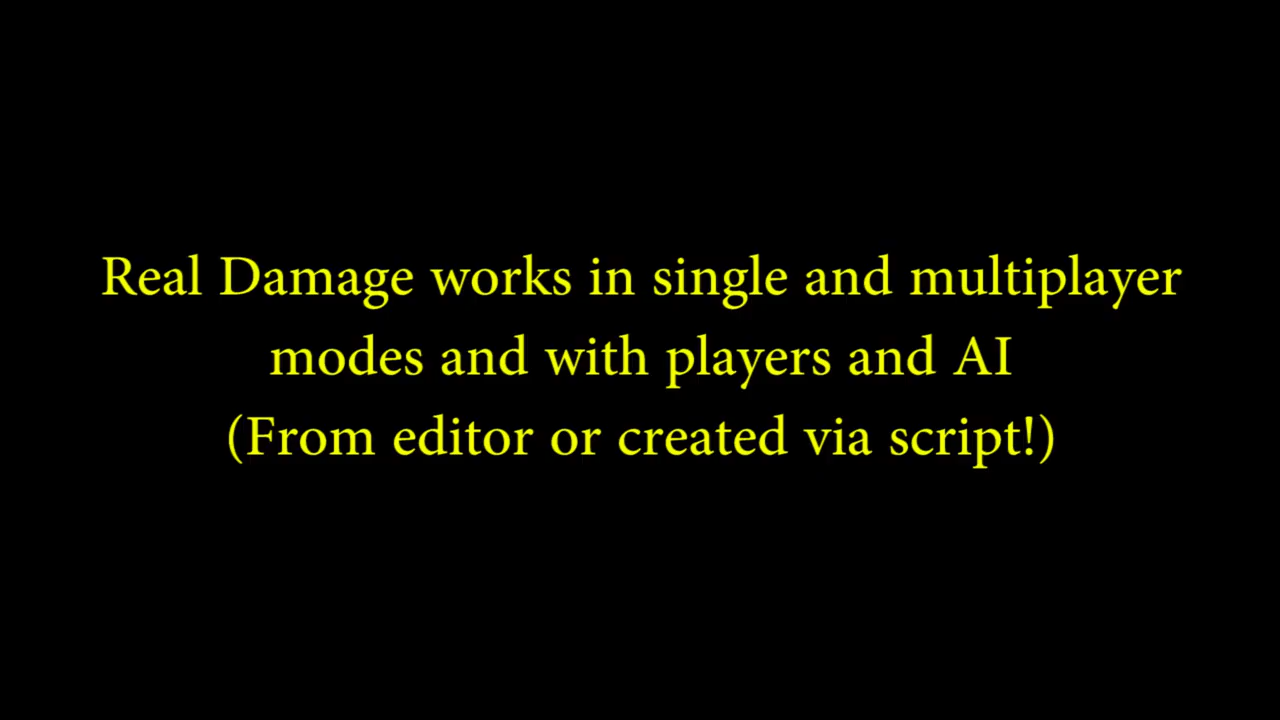 Real Damage works in single and multiplayer
modes and with players and AI
(From editor or created via script!)